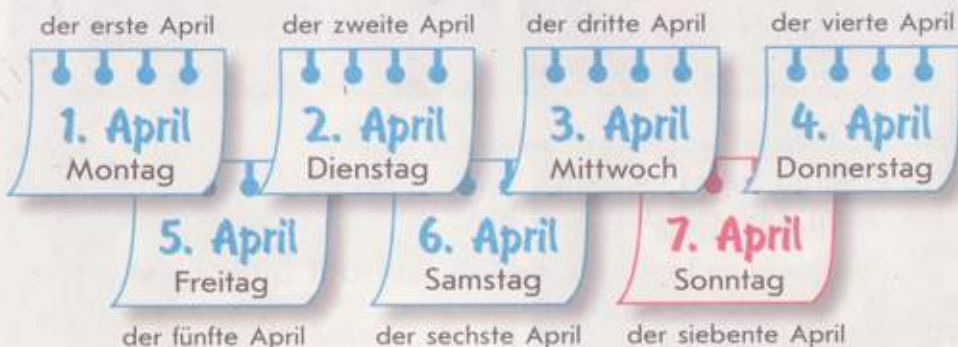 der erste April
der zweite April
der dritte April
der vierte April
1. April
Montag
2. April
Dienstag
3. April
Mittwoch
4. April
Donnerstag
5. April
Freitag
6. April
Samstag
7. April
Sonntag
der fünfte April
der sechste April
der siebente April